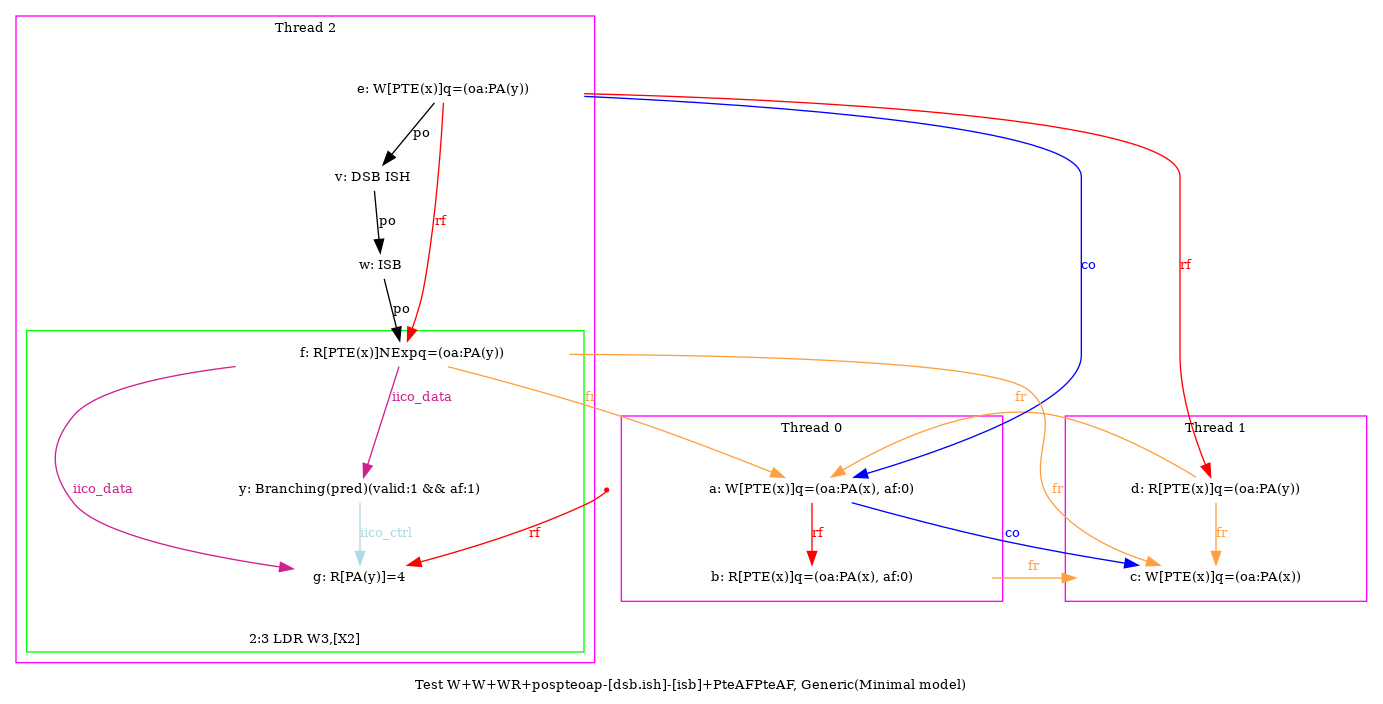 Thread 2
e: W[PTE(x)]q=(oa:PA(y))
po
v: DSB ISH
po
rf
w: ISB
co
rf
po
f: R[PTE(x)]NExpq=(oa:PA(y))
iico_data
fr
fr
Thread 0
Thread 1
iico_data
y: Branching(pred)(valid:1 && af:1)
a: W[PTE(x)]q=(oa:PA(x), af:0)
fr
d: R[PTE(x)]q=(oa:PA(y))
iico_ctrl
rf
rf
co
fr
g: R[PA(y)]=4
b: R[PTE(x)]q=(oa:PA(x), af:0)
fr
c: W[PTE(x)]q=(oa:PA(x))
2:3 LDR W3,[X2]
Test W+W+WR+pospteoap-[dsb.ish]-[isb]+PteAFPteAF, Generic(Minimal model)